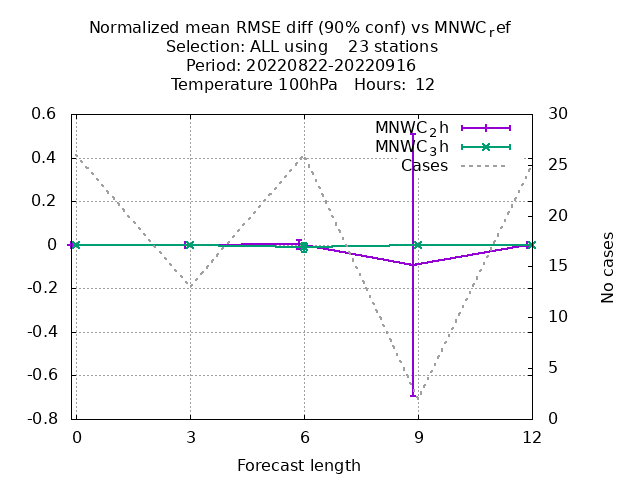 Normalized mean RMSE diff (90% conf) vs MNWC_ref
Selection: ALL using    23 stations
Period: 20220822-20220916
Temperature 100hPa   Hours:  12
MNWC_2h
MNWC_3h
Cases
0.6
0.4
0.2
0
-0.2
-0.4
-0.6
-0.8
30
25
20
15
10
5
0
No cases
0 3 6 9 12
Forecast length